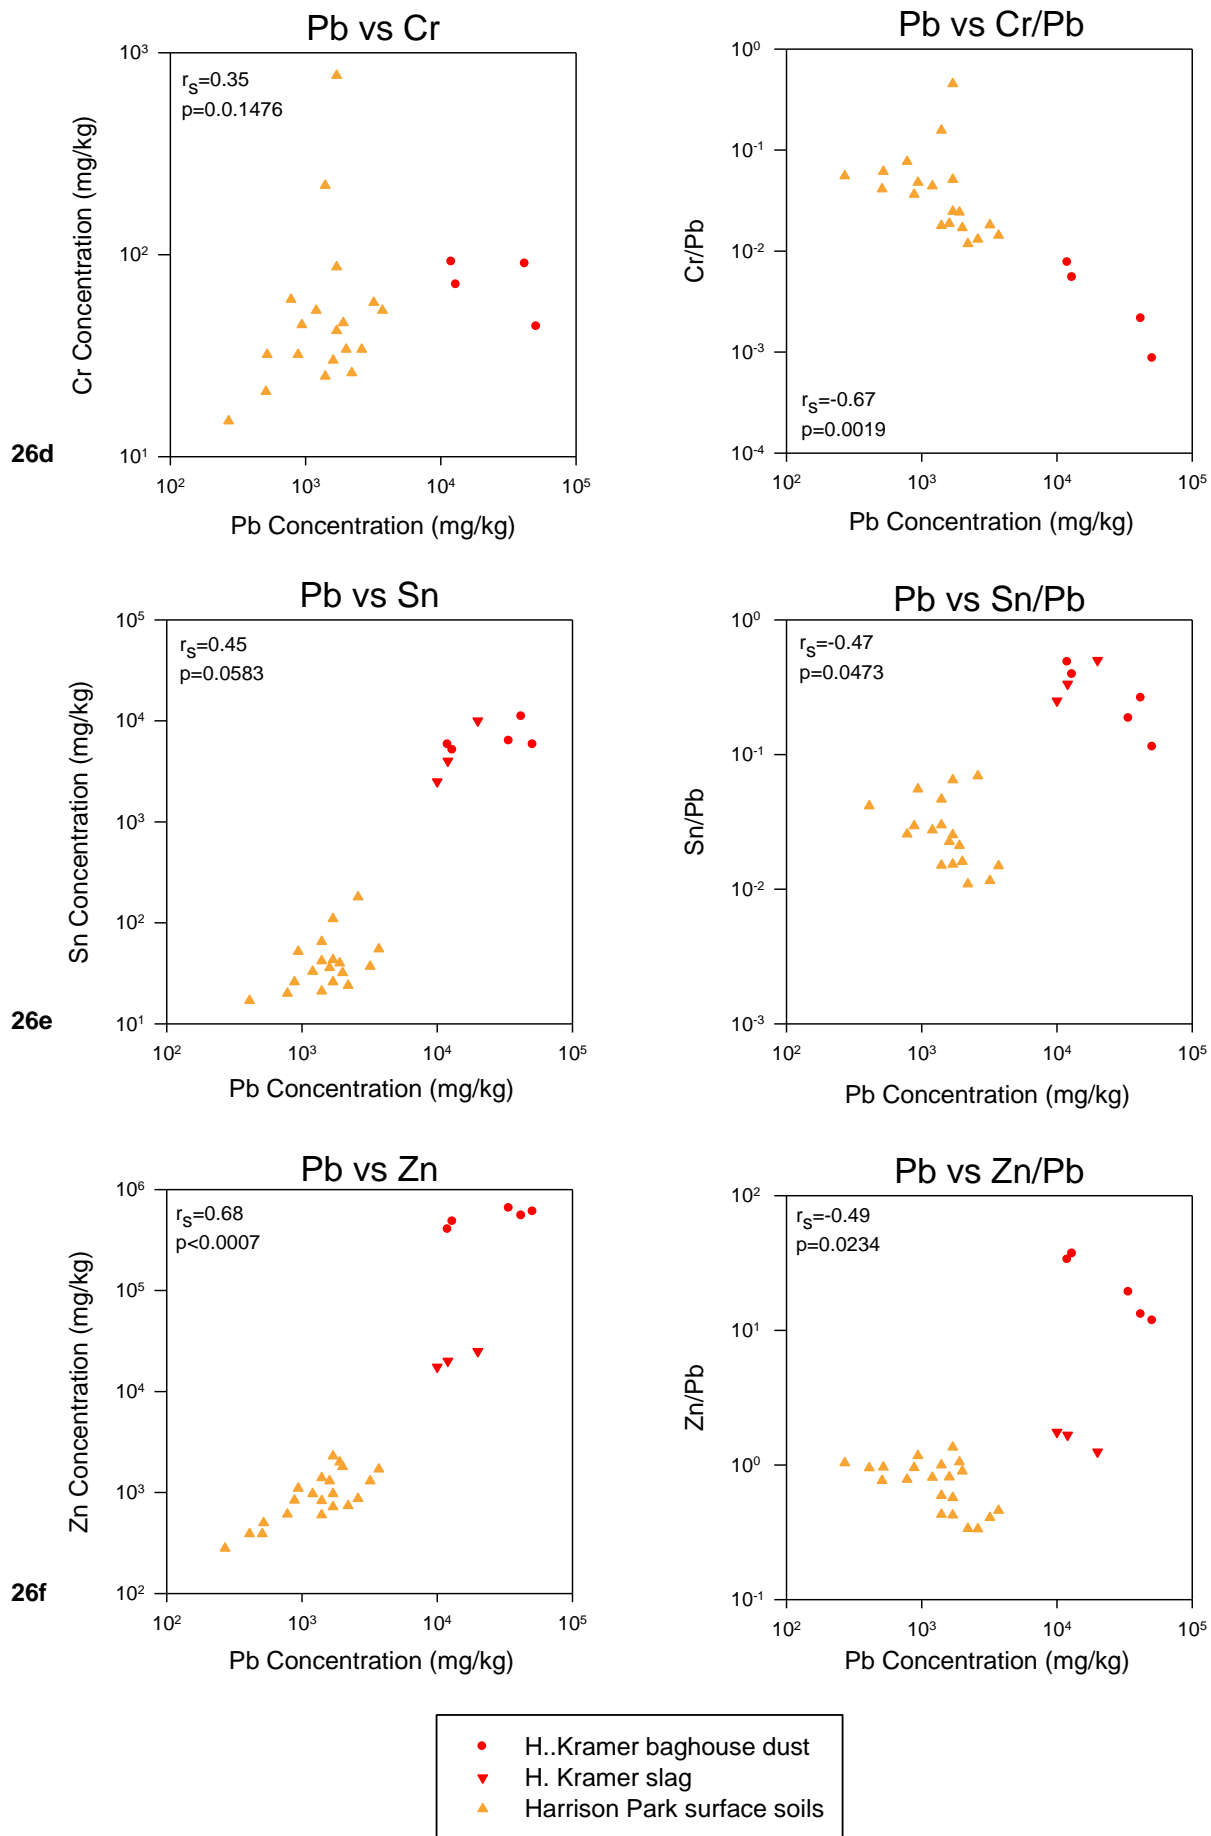 Pb vs Cr
r_s=0.35
p=0.0.1476
Cr Concentration (mg/kg)
10³
10²
10¹
10² 10³ 10⁴ 10⁵
Pb Concentration (mg/kg)
26d
Pb vs Cr/Pb
r_s=-0.67
p=0.0019
Cr/Pb
10⁰
10⁻¹
10⁻²
10⁻³
10⁻⁴
10² 10³ 10⁴ 10⁵
Pb Concentration (mg/kg)
Pb vs Sn
r_s=0.45
p=0.0583
Sn Concentration (mg/kg)
10⁵
10⁴
10³
10²
10¹
10² 10³ 10⁴ 10⁵
Pb Concentration (mg/kg)
26e
Pb vs Sn/Pb
r_s=-0.47
p=0.0473
Sn/Pb
10⁰
10⁻¹
10⁻²
10⁻³
10² 10³ 10⁴ 10⁵
Pb Concentration (mg/kg)
Pb vs Zn
r_s=0.68
p<0.0007
Zn Concentration (mg/kg)
10⁶
10⁵
10⁴
10³
10²
10² 10³ 10⁴ 10⁵
Pb Concentration (mg/kg)
26f
Pb vs Zn/Pb
r_s=-0.49
p=0.0234
Zn/Pb
10²
10¹
10⁰
10⁻¹
10² 10³ 10⁴ 10⁵
Pb Concentration (mg/kg)
H..Kramer baghouse dust
H. Kramer slag
Harrison Park surface soils